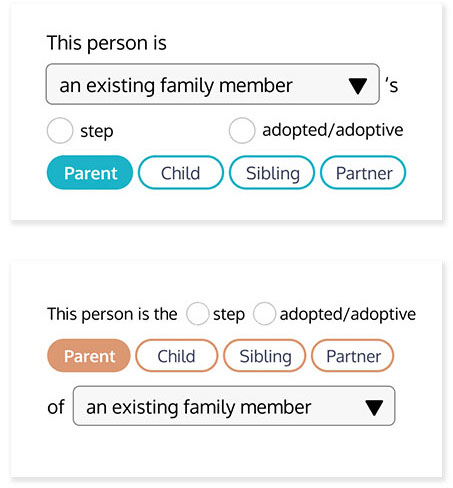 This person is
an existing family member ‘s
step adopted/adoptive
Parent Child Sibling Partner
This person is the step adopted/adoptive
Parent Child Sibling Partner
of an existing family member